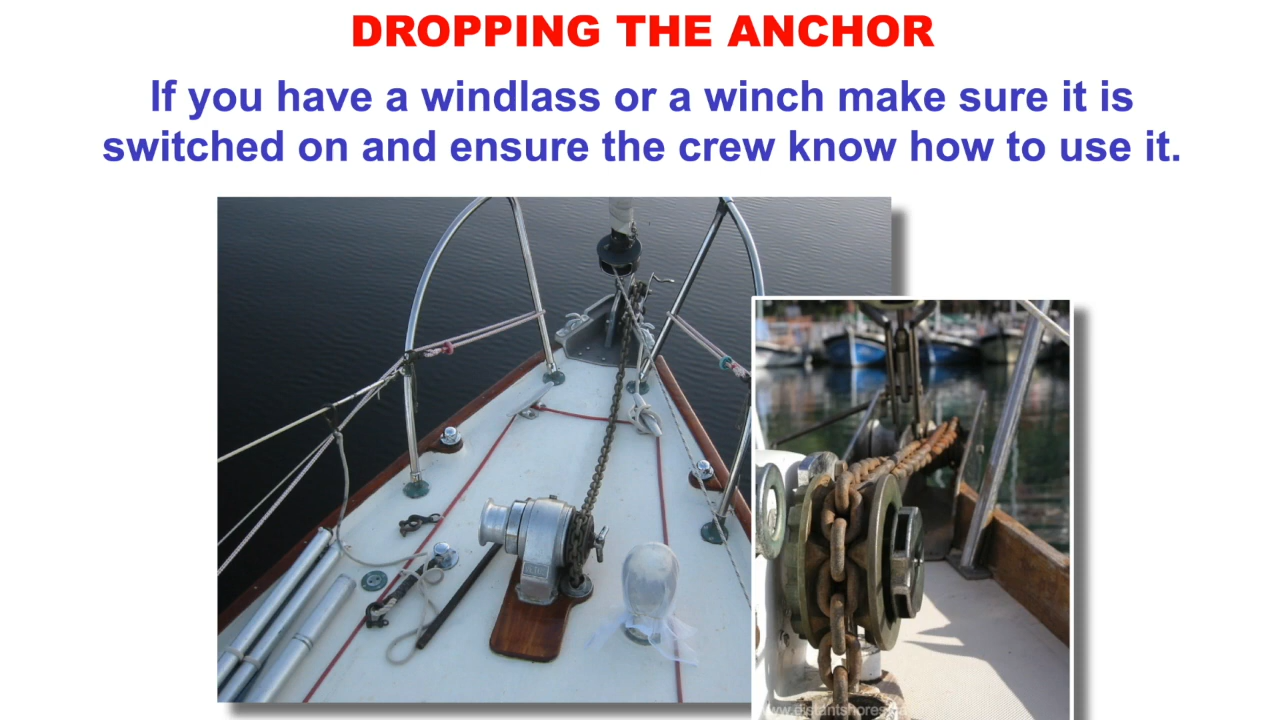 DROPPING THE ANCHOR
If you have a windlass or a winch make sure it is
switched on and ensure the crew know how to use it.